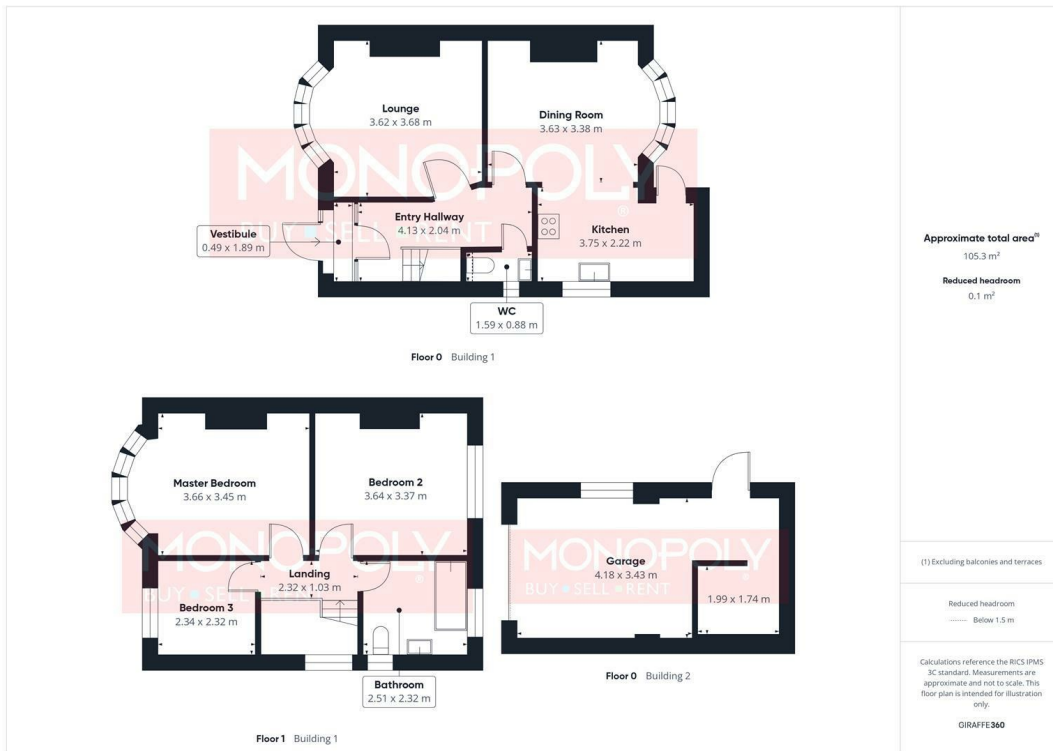 Lounge
3.62 x 3.68 m
Dining Room
3.63 x 3.38 m
MONOPOLY
BUY SELL RENT
®
Entry Hallway
4.13 x 2.04 m
Vestibule
0.49 x 1.89 m
Kitchen
3.75 x 2.22 m
WC
1.59 x 0.88 m
Floor 0 Building 1
Master Bedroom
3.66 x 3.45 m
Bedroom 2
3.64 x 3.37 m
MONOPOLY
BUY SELL RENT
Landing
2.32 x 1.03 m
Bedroom 3
2.34 x 2.32 m
Bathroom
2.51 x 2.32 m
Floor 1 Building 1
MONOPOLY
BUY SELL RENT
Garage
4.18 x 3.43 m
1.99 x 1.74 m
Floor 0 Building 2
Approximate total area(1)
105.3 m²
Reduced headroom
0.1 m²
(1) Excluding balconies and terraces
Reduced headroom
Below 1.5 m
Calculations reference the RICS IPMS
3C standard. Measurements are
approximate and not to scale. This
floor plan is intended for illustration
only.
GIRAFFE360